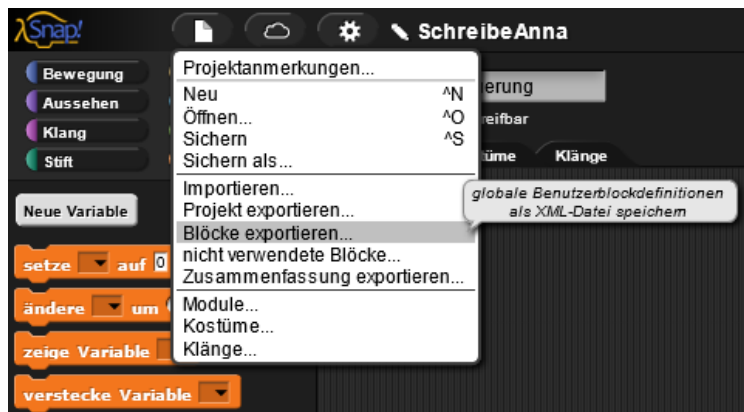 Snap!
SchreibeAnna
Bewegung
Aussehen
Klang
Stift
Neue Variable
setze auf 0
ändere um
zeige Variable
verstecke Variable
Projektanmerkungen...
Neu ^N
Öffnen... ^O
Sichern ^S
Sichern als...
Importieren...
Projekt exportieren...
Blöcke exportieren...
nicht verwendete Blöcke...
Zusammenfassung exportieren...
Module...
Kostüme...
Klänge...
ierung
reifbar
üme Klänge
globale Benutzerblockdefinitionen
als XML-Datei speichern